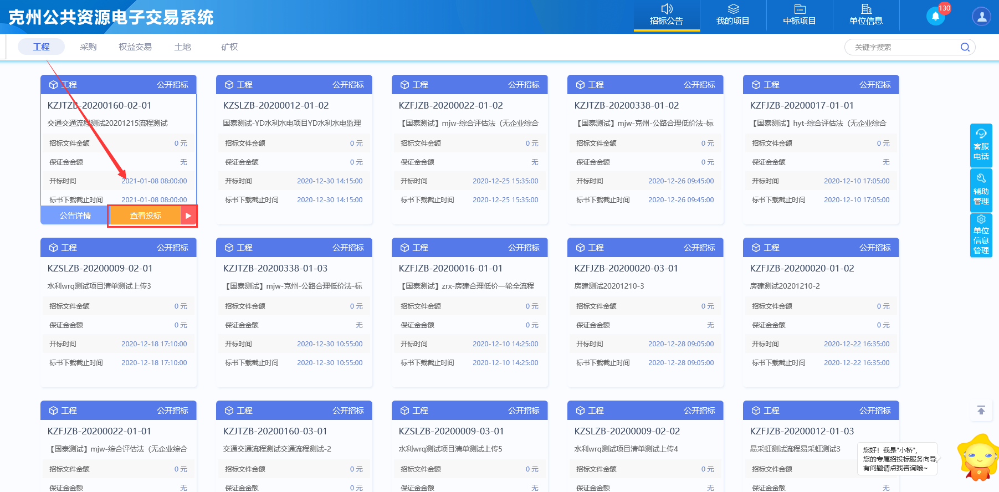 克州公共资源电子交易系统
招标公告
我的项目
中标项目
单位信息
130
工程
采购
权益交易
土地
矿权
关键字搜索
工程 公开招标
KZJTZB-20200160-02-01
交通交通流程测试20201215流程测试
招标文件金额 0 元
保证金金额 无
开标时间 2021-01-08 08:00:00
标书下载截止时间 2021-01-08 08:00:00
公告详情 查看投标
工程 公开招标
KZSLZB-20200012-01-02
国泰测试-YD水利水电项目YD水利水电监理
招标文件金额 0 元
保证金金额 0 元
开标时间 2020-12-30 14:15:00
标书下载截止时间 2020-12-30 14:15:00
工程 公开招标
KZFJZB-20200022-01-02
【国泰测试】mjw-综合评估法（无企业综合
招标文件金额 0 元
保证金金额 无
开标时间 2020-12-25 15:35:00
标书下载截止时间 2020-12-25 15:35:00
工程 公开招标
KZJTZB-20200338-01-02
【国泰测试】mjw-克州-公路合理低价法-标
招标文件金额 0 元
保证金金额 0 元
开标时间 2020-12-26 09:45:00
标书下载截止时间 2020-12-26 09:45:00
工程 公开招标
KZFJZB-20200017-01-01
【国泰测试】hyt-综合评估法（无企业综合
招标文件金额 0 元
保证金金额 无
开标时间 2020-12-10 17:05:00
标书下载截止时间 2020-12-10 17:05:00
工程 公开招标
KZSLZB-20200009-02-01
水利wrq测试项目清单测试上传3
招标文件金额 0 元
保证金金额 0 元
开标时间 2020-12-18 17:10:00
标书下载截止时间 2020-12-18 17:10:00
工程 公开招标
KZJTZB-20200338-01-03
【国泰测试】mjw-克州-公路合理低价法-标
招标文件金额 0 元
保证金金额 无
开标时间 2020-12-30 10:55:00
标书下载截止时间 2020-12-30 10:55:00
工程 公开招标
KZFJZB-20200016-01-01
【国泰测试】zrx-房建合理低价一轮全流程
招标文件金额 0 元
保证金金额 0 元
开标时间 2020-12-10 14:25:00
标书下载截止时间 2020-12-10 14:25:00
工程 公开招标
KZFJZB-20200020-03-01
房建测试20201210-3
招标文件金额 0 元
保证金金额 无
开标时间 2020-12-28 09:05:00
标书下载截止时间 2020-12-28 09:05:00
工程 公开招标
KZFJZB-20200020-01-02
房建测试20201210-2
招标文件金额 0 元
保证金金额 0 元
开标时间 2020-12-22 16:35:00
标书下载截止时间 2020-12-22 16:35:00
工程 公开招标
KZFJZB-20200022-01-01
【国泰测试】mjw-综合评估法（无企业综合
招标文件金额 0 元
保证金金额 无
工程 公开招标
KZJTZB-20200160-03-01
交通交通流程测试交通流程测试-2
招标文件金额 0 元
保证金金额 0 元
工程 公开招标
KZSLZB-20200009-03-01
水利wrq测试项目清单测试上传5
招标文件金额 0 元
保证金金额 无
工程 公开招标
KZSLZB-20200009-02-02
水利wrq测试项目清单测试上传4
招标文件金额 0 元
保证金金额 无
工程 公开招标
KZFJZB-20200012-01-03
易采虹测试流程易采虹测试3
招标文件金额
保证金金额 无
客服
电话
辅助
管理
单位
信息
管理
您好！我是"小桥",
您的专属招投标服务向导,
有问题请点我咨询哦~